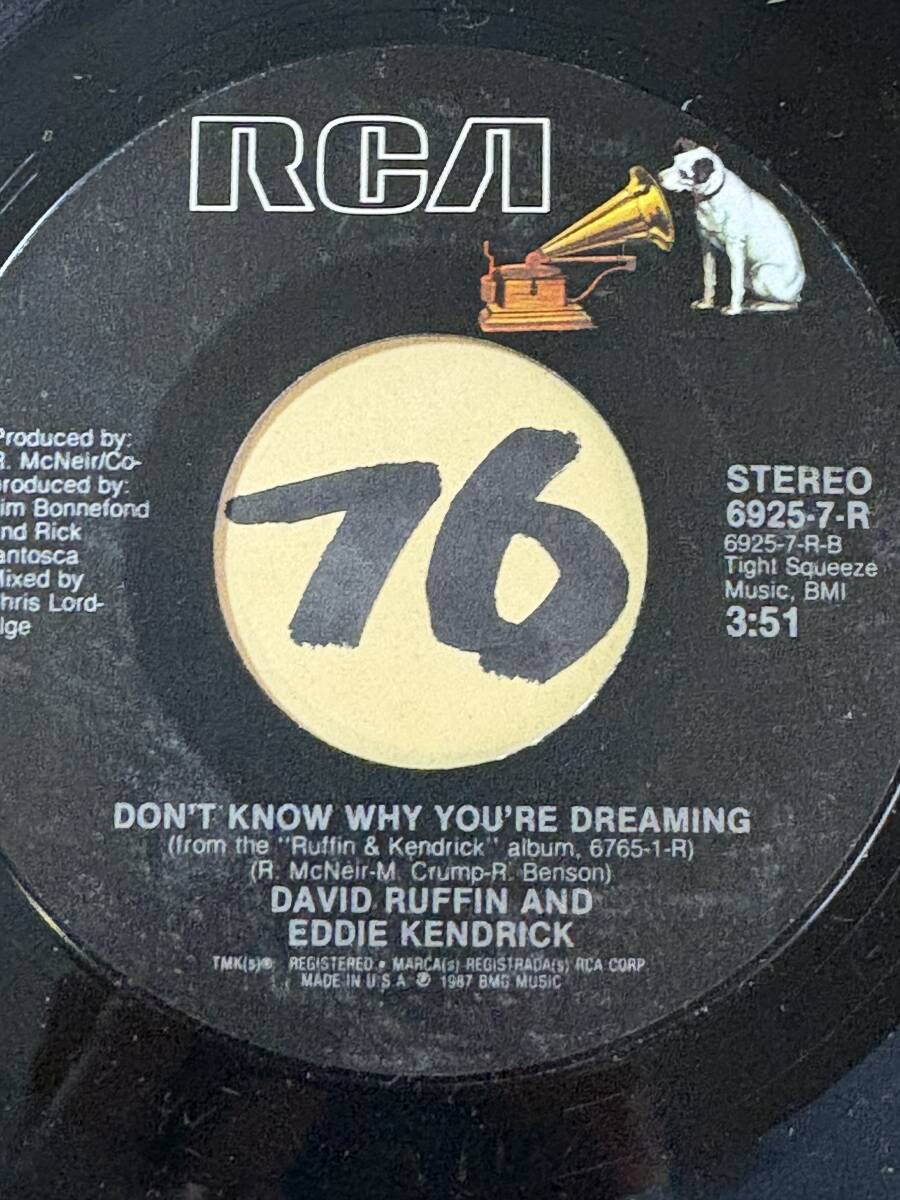 RCA
Produced by:
R. McNeir/Co-
produced by:
im Bonnefond
nd Rick
antosca
ixed by
hris Lord-
lge
76
STEREO
6925-7-R
6925-7-R-B
Tight Squeeze
Music, BMI
3:51
DON'T KNOW WHY YOU'RE DREAMING
(from the "Ruffin & Kendrick" album, 6765-1-R)
(R. McNeir-M. Crump-R. Benson)
DAVID RUFFIN AND
EDDIE KENDRICK
TMK(s)® REGISTERED • MARCA(s) REGISTRADA(s) RCA CORP
MADE IN U.S.A. ℗ 1987 BMG MUSIC